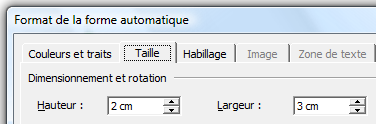 Format de la forme automatique
Couleurs et traits Taille Habillage Image Zone de texte
Dimensionnement et rotation
Hauteur : 2 cm Largeur : 3 cm